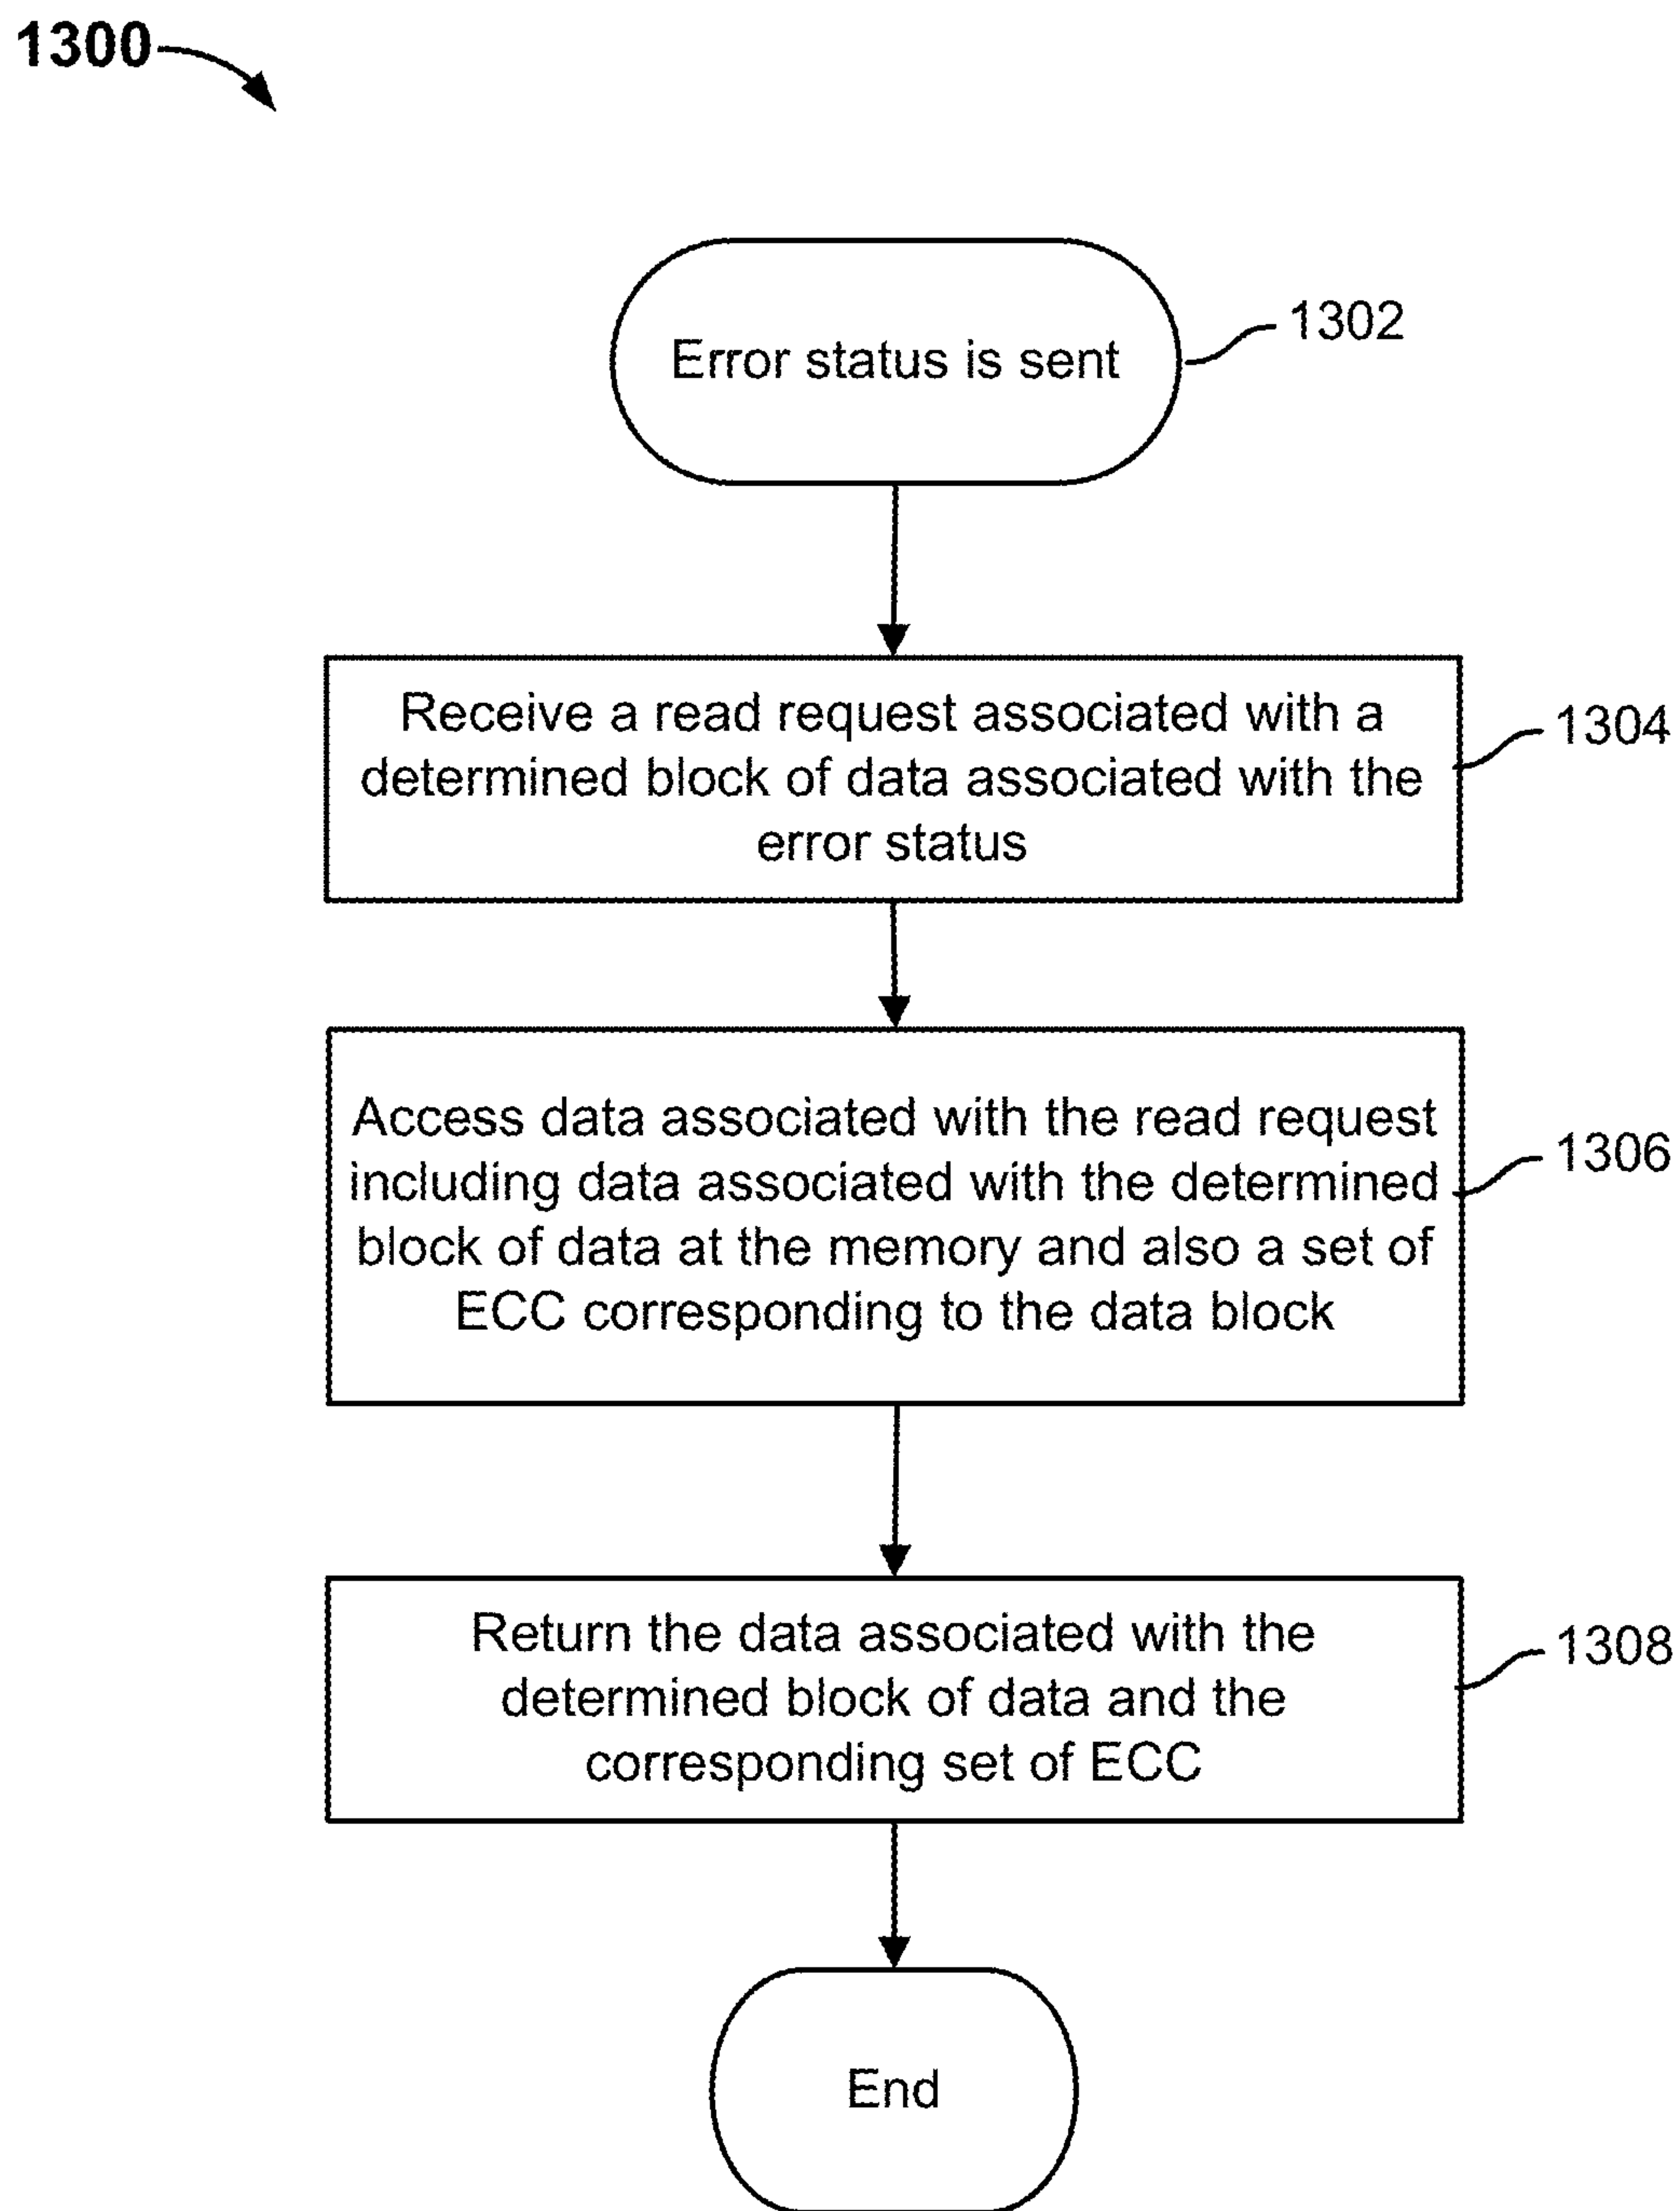 1300
Error status is sent
1302
Receive a read request associated with a
determined block of data associated with the
error status
1304
Access data associated with the read request
including data associated with the determined
block of data at the memory and also a set of
ECC corresponding to the data block
1306
Return the data associated with the
determined block of data and the
corresponding set of ECC
1308
End